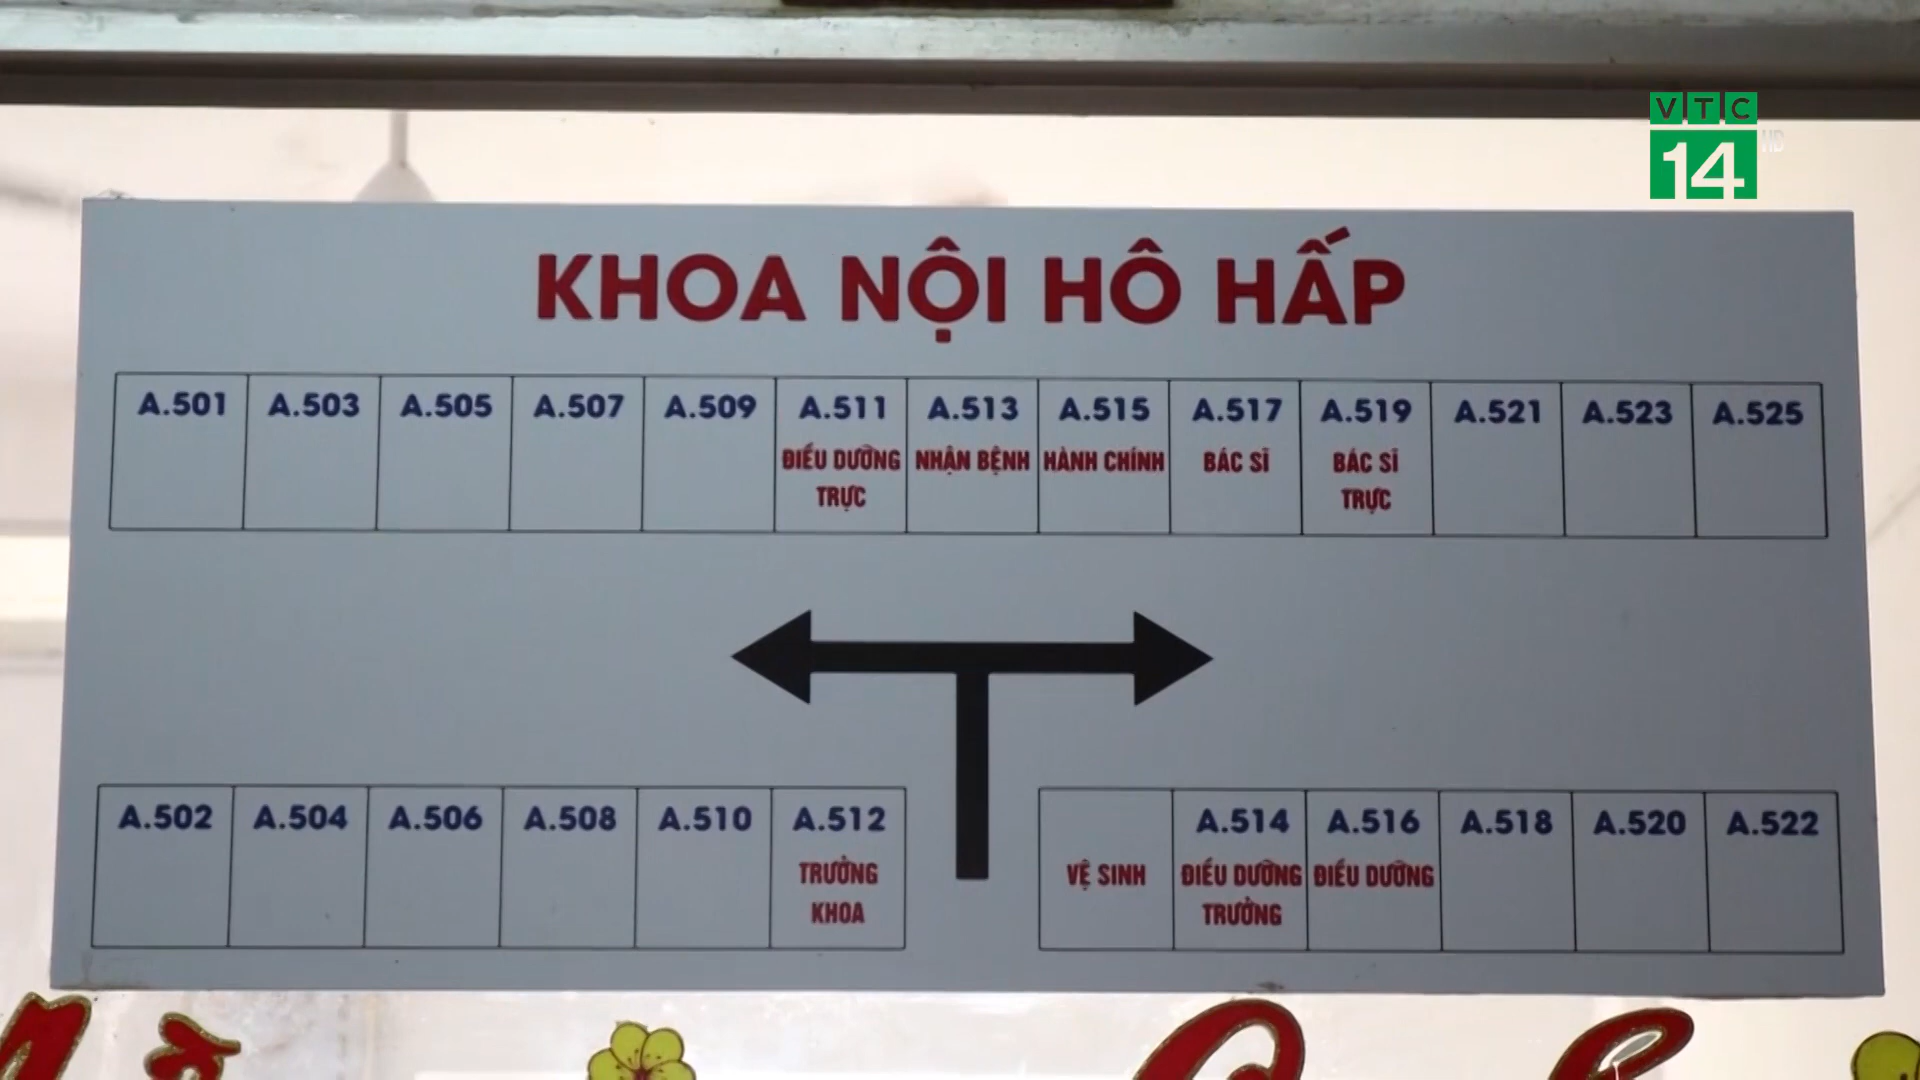 VTC
14
HD
KHOA NỘI HÔ HẤP
A.501 A.503 A.505 A.507 A.509 A.511 A.513 A.515 A.517 A.519 A.521 A.523 A.525
ĐIỀU DƯỠNG NHẬN BỆNH HÀNH CHÍNH BÁC SĨ BÁC SĨ
TRỰC TRỰC
A.502 A.504 A.506 A.508 A.510 A.512 A.514 A.516 A.518 A.520 A.522
TRƯỞNG VỆ SINH ĐIỀU DƯỠNG ĐIỀU DƯỠNG
KHOA TRƯỞNG